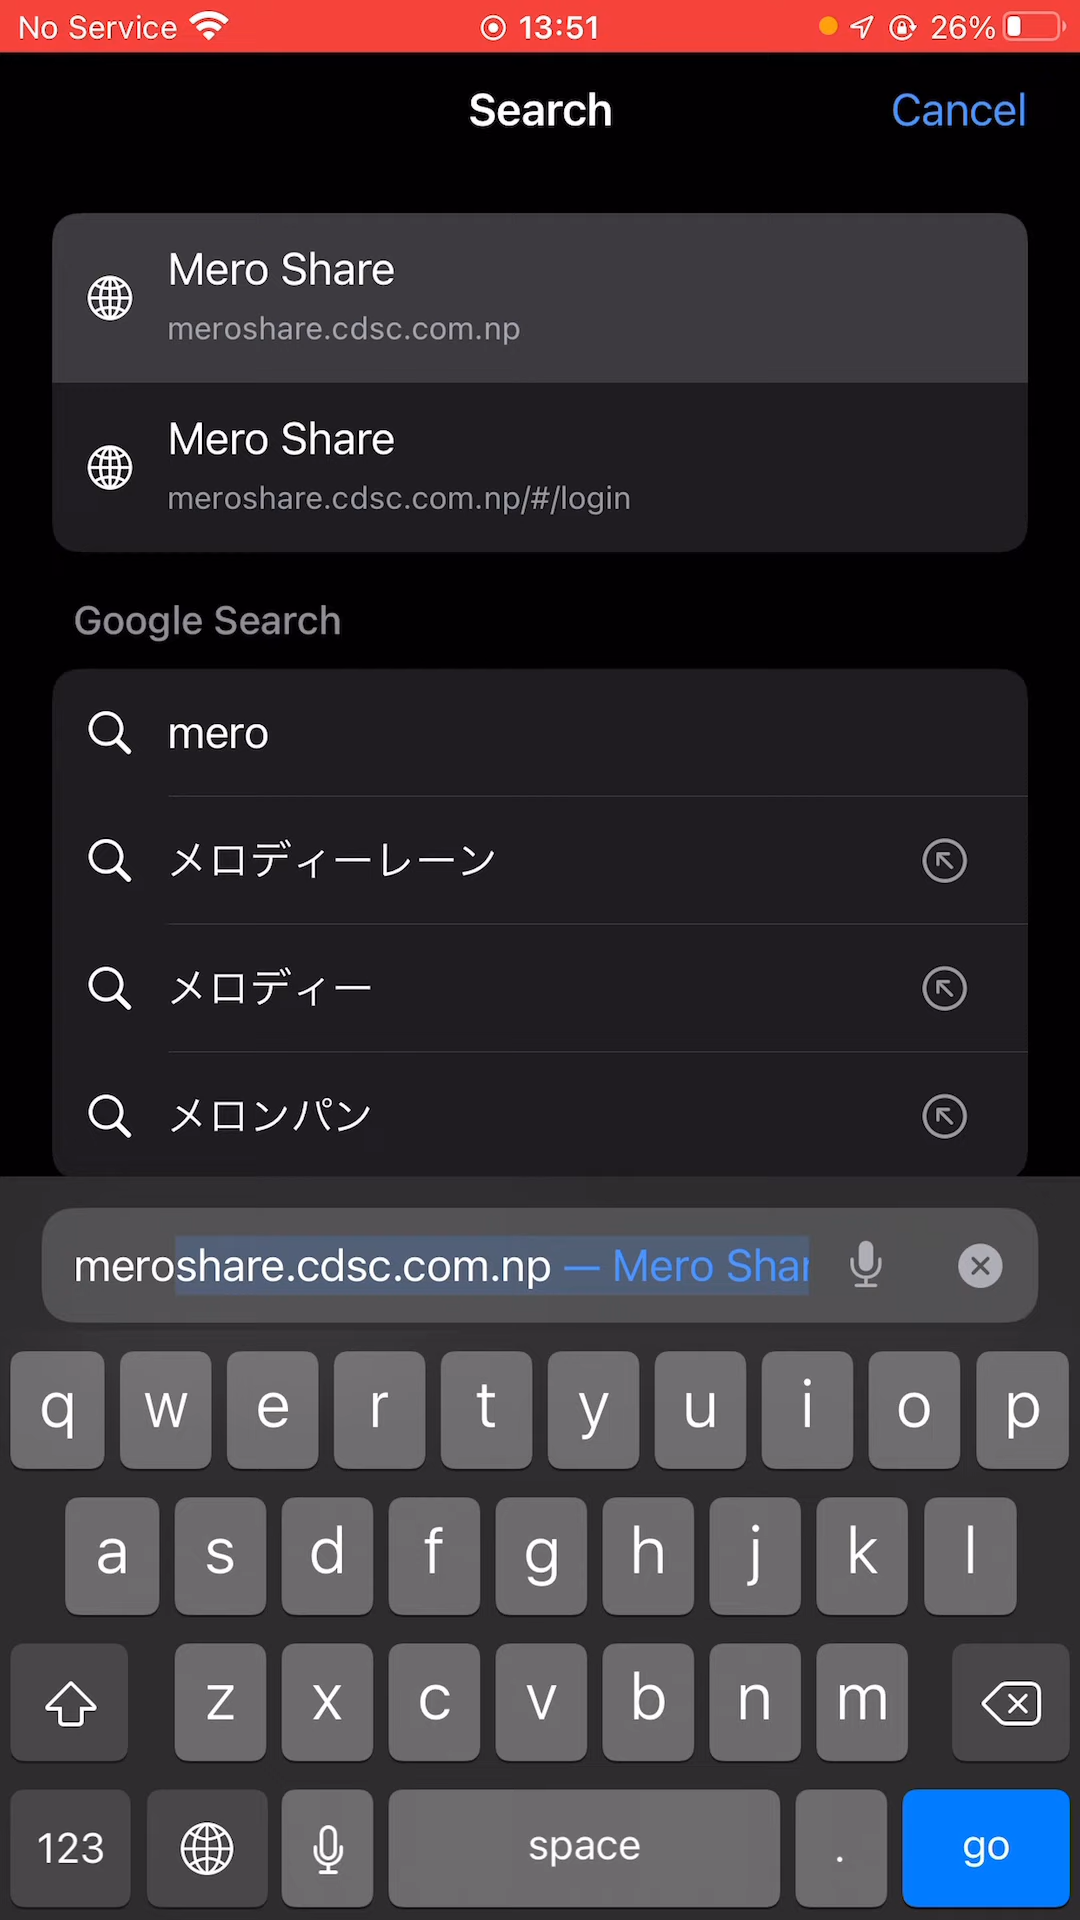 No Service 13:51 26%
Search Cancel
Mero Share
meroshare.cdsc.com.np
Mero Share
meroshare.cdsc.com.np/#/login
Google Search
mero
メロディーレーン
メロディー
メロンパン
meroshare.cdsc.com.np — Mero Shar
q w e r t y u i o p
a s d f g h j k l
z x c v b n m
123 space . go